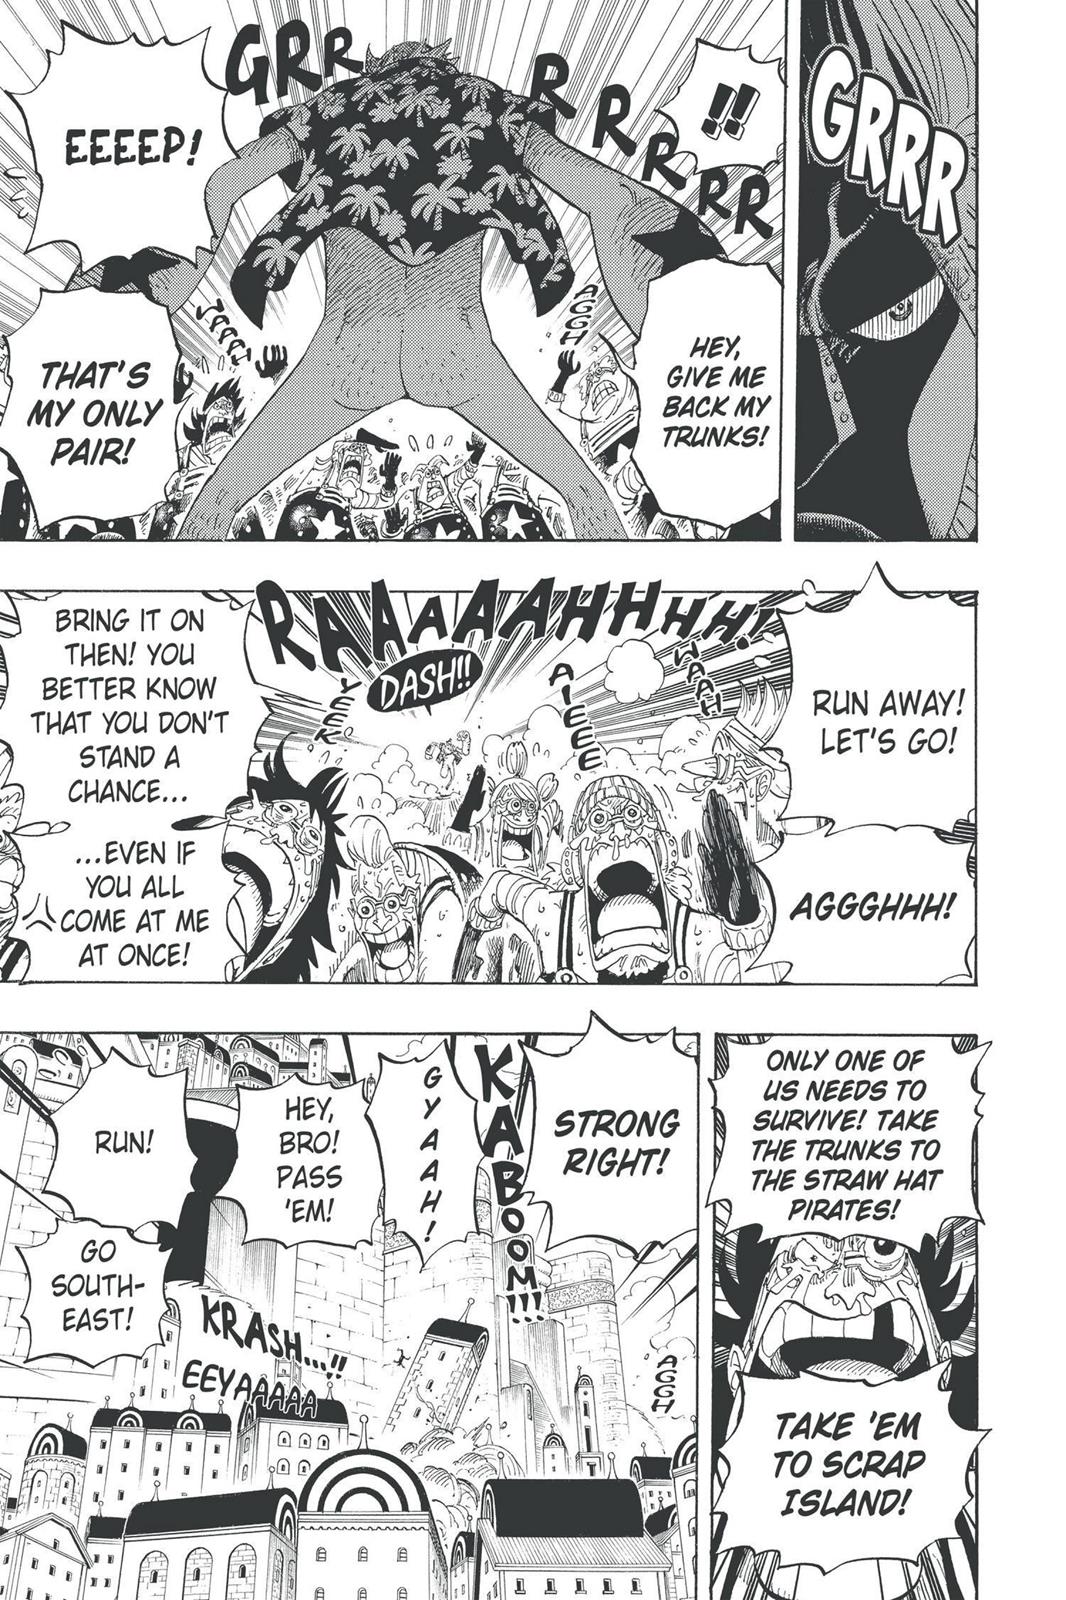 GRRR
!!
GRR
RRRRRR
HEY,
GIVE ME
BACK MY
TRUNKS!
AGGH
EEEEP!
WAAAH
THAT'S
MY ONLY
PAIR!
RUN AWAY!
LET'S GO!
AGGGHHH!
RAAAAAAHHHHH!
WAAH
AIEEEE
DASH!!
YEEK
BRING IT ON
THEN! YOU
BETTER KNOW
THAT YOU DON'T
STAND A
CHANCE...
...EVEN IF
YOU ALL
COME AT ME
AT ONCE!
ONLY ONE OF
US NEEDS TO
SURVIVE! TAKE
THE TRUNKS TO
THE STRAW HAT
PIRATES!
TAKE 'EM
TO SCRAP
ISLAND!
STRONG
RIGHT!
KABOOM!!!
GYAAH!
AGGH
HEY,
BRO!
PASS
'EM!
KRASH...!!
EEYAAAAA
RUN!
GO
SOUTH-
EAST!